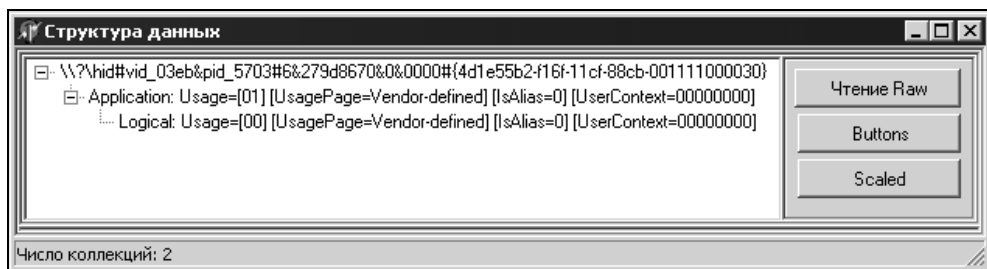 Структура данных
\\?\hid#vid_03eb&pid_5703#6&279d8670&0&0000#{4d1e55b2-f16f-11cf-88cb-001111000030}
Application: Usage=[01] [UsagePage=Vendor-defined] [IsAlias=0] [UserContext=00000000]
Logical: Usage=[00] [UsagePage=Vendor-defined] [IsAlias=0] [UserContext=00000000]
Чтение Raw
Buttons
Scaled
Число коллекций: 2